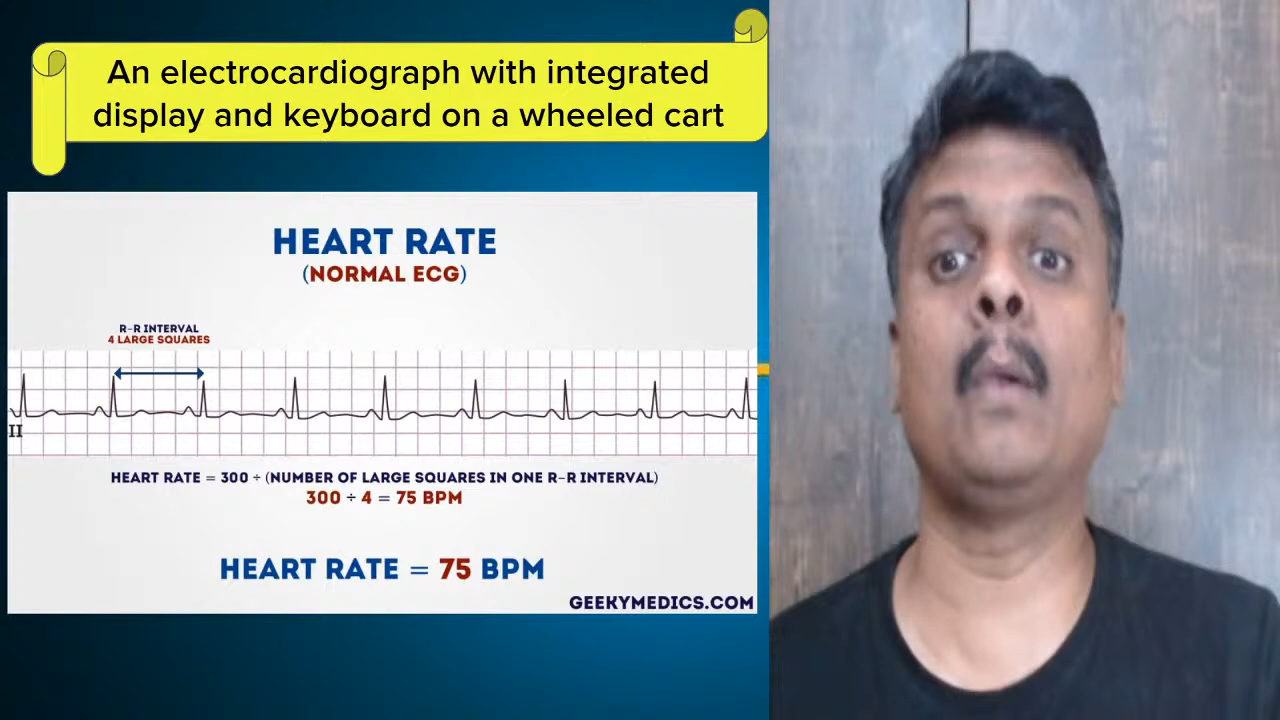 An electrocardiograph with integrated
display and keyboard on a wheeled cart
HEART RATE
(NORMAL ECG)
R-R INTERVAL
4 LARGE SQUARES
II
HEART RATE = 300 ÷ (NUMBER OF LARGE SQUARES IN ONE R-R INTERVAL)
300 ÷ 4 = 75 BPM
HEART RATE = 75 BPM
GEEKYMEDICS.COM